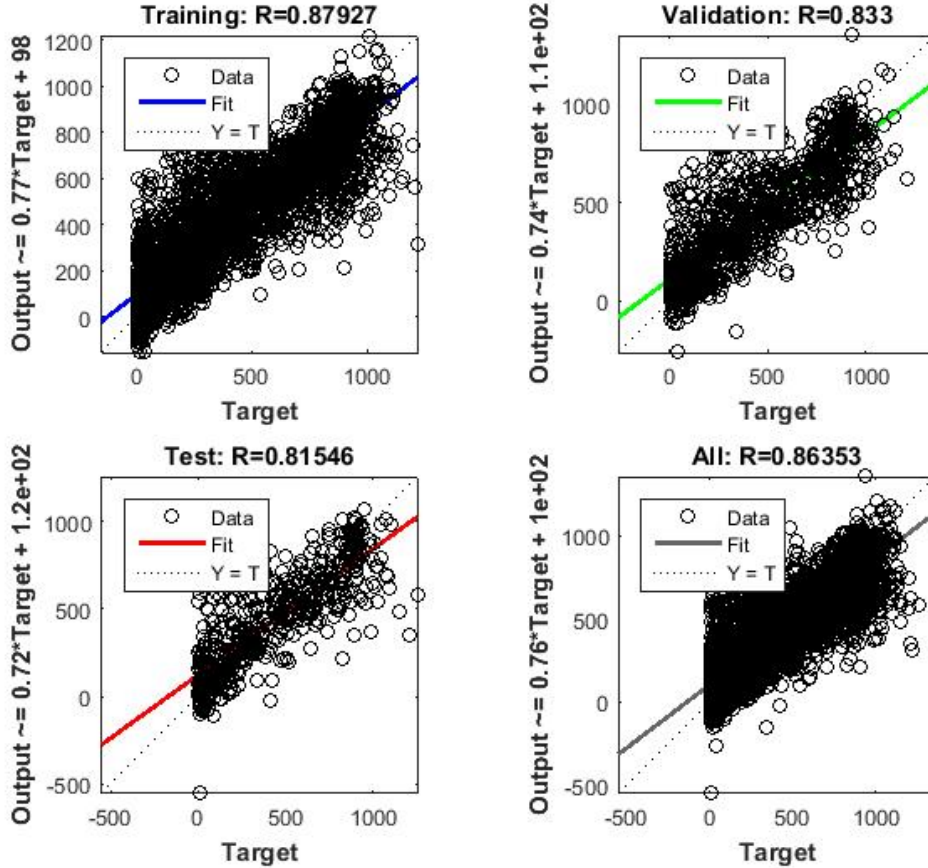 Training: R=0.87927
Output ~= 0.77*Target + 98
1200
1000
800
600
400
200
0
Data
Fit
Y = T
0
500
1000
Target
Validation: R=0.833
Output ~= 0.74*Target + 1.1e+02
1000
500
0
Data
Fit
Y = T
0
500
1000
Target
Test: R=0.81546
Output ~= 0.72*Target + 1.2e+02
1000
500
0
-500
Data
Fit
Y = T
-500
0
500
1000
Target
All: R=0.86353
Output ~= 0.76*Target + 1e+02
1000
500
0
-500
Data
Fit
Y = T
-500
0
500
1000
Target